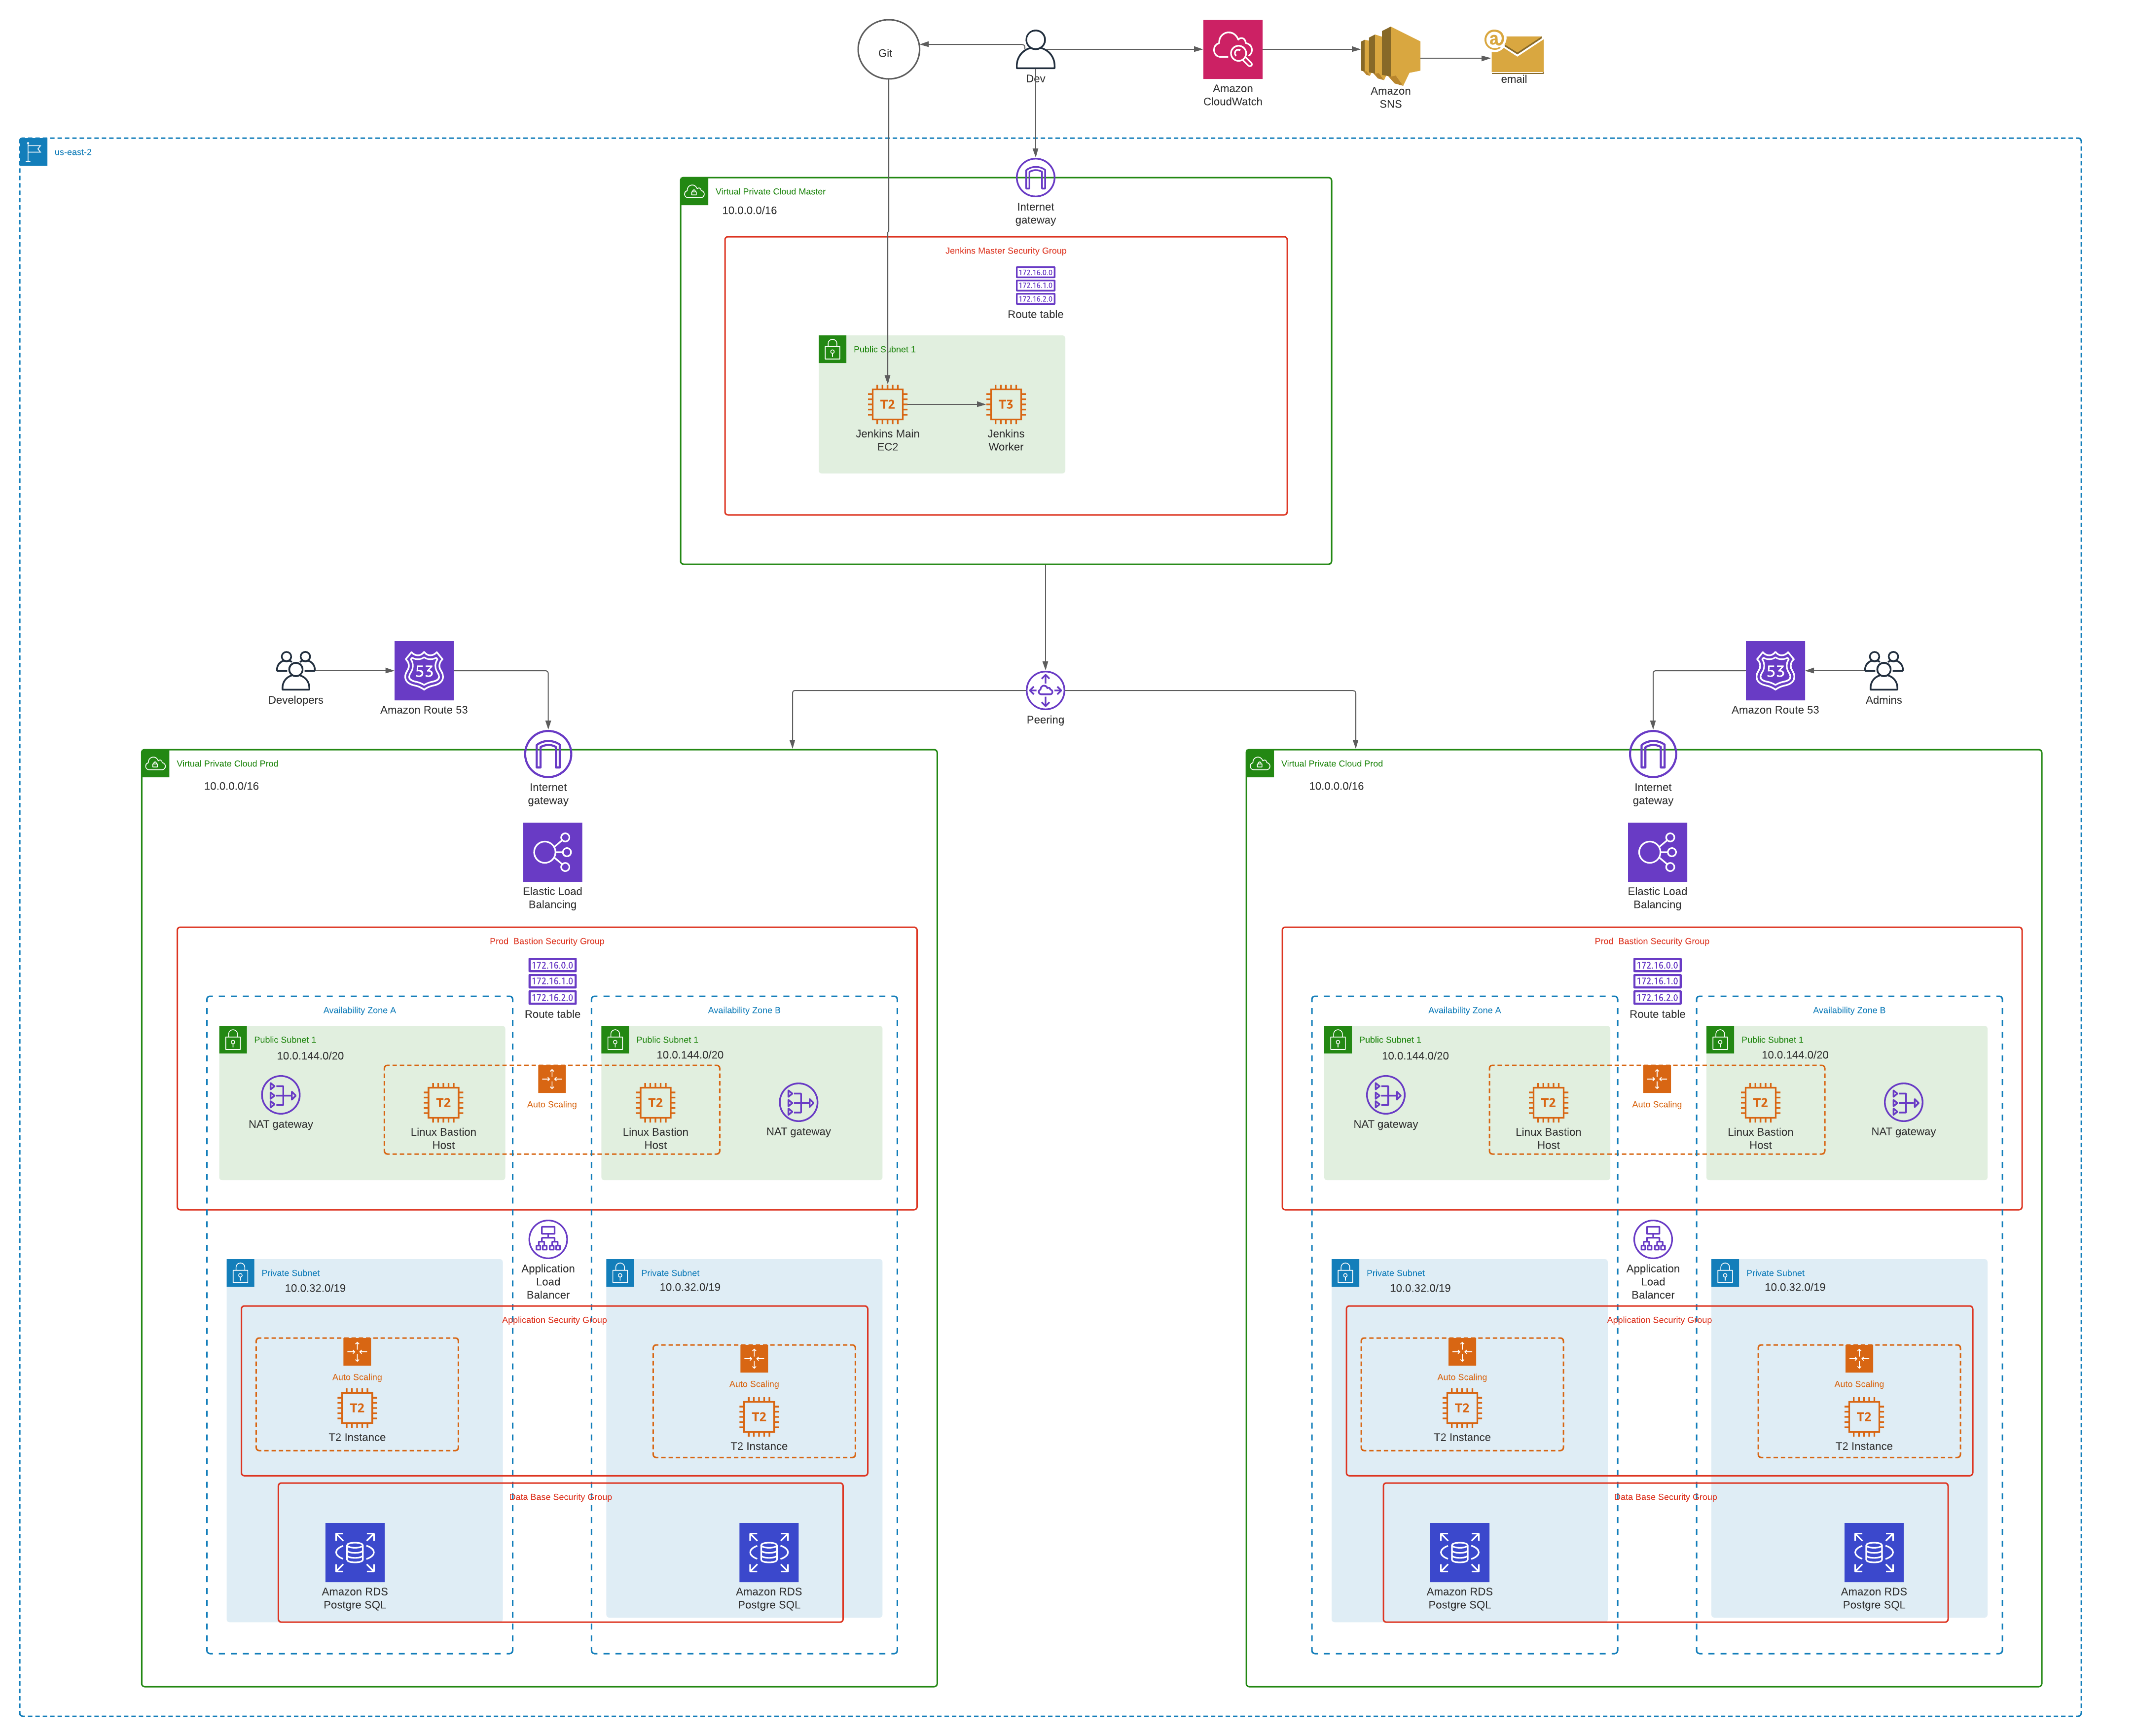 Git
Dev
Amazon
CloudWatch
Amazon
SNS
@
email
us-east-2
Virtual Private Cloud Master
10.0.0.0/16
Internet
gateway
Jenkins Master Security Group
172.16.0.0
172.16.1.0
172.16.2.0
Route table
Public Subnet 1
T2
Jenkins Main
EC2
T3
Jenkins
Worker
Developers
53
Amazon Route 53
Peering
53
Amazon Route 53
Admins
Virtual Private Cloud Prod
10.0.0.0/16
Internet
gateway
Elastic Load
Balancing
Prod  Bastion Security Group
172.16.0.0
172.16.1.0
172.16.2.0
Route table
Availability Zone A
Public Subnet 1
10.0.144.0/20
NAT gateway
T2
Linux Bastion
Host
Auto Scaling
Availability Zone B
Public Subnet 1
10.0.144.0/20
T2
Linux Bastion
Host
NAT gateway
Application
Load
Balancer
Private Subnet
10.0.32.0/19
Private Subnet
10.0.32.0/19
Application Security Group
Auto Scaling
T2
T2 Instance
Auto Scaling
T2
T2 Instance
Data Base Security Group
Amazon RDS
Postgre SQL
Amazon RDS
Postgre SQL
Virtual Private Cloud Prod
10.0.0.0/16
Internet
gateway
Elastic Load
Balancing
Prod  Bastion Security Group
172.16.0.0
172.16.1.0
172.16.2.0
Route table
Availability Zone A
Public Subnet 1
10.0.144.0/20
NAT gateway
T2
Linux Bastion
Host
Auto Scaling
Availability Zone B
Public Subnet 1
10.0.144.0/20
T2
Linux Bastion
Host
NAT gateway
Application
Load
Balancer
Private Subnet
10.0.32.0/19
Private Subnet
10.0.32.0/19
Application Security Group
Auto Scaling
T2
T2 Instance
Auto Scaling
T2
T2 Instance
Data Base Security Group
Amazon RDS
Postgre SQL
Amazon RDS
Postgre SQL